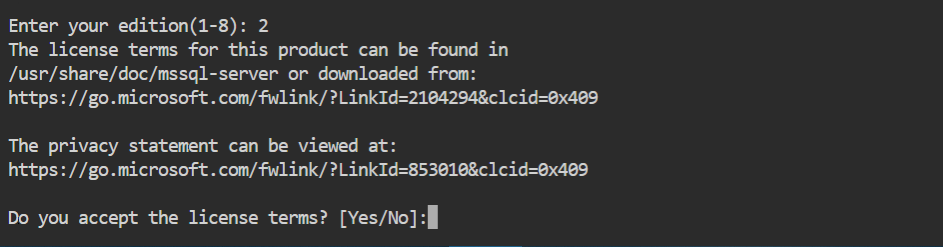 Enter your edition(1-8): 2
The license terms for this product can be found in
/usr/share/doc/mssql-server or downloaded from:
https://go.microsoft.com/fwlink/?LinkId=2104294&clcid=0x409
The privacy statement can be viewed at:
https://go.microsoft.com/fwlink/?LinkId=853010&clcid=0x409
Do you accept the license terms? [Yes/No]: